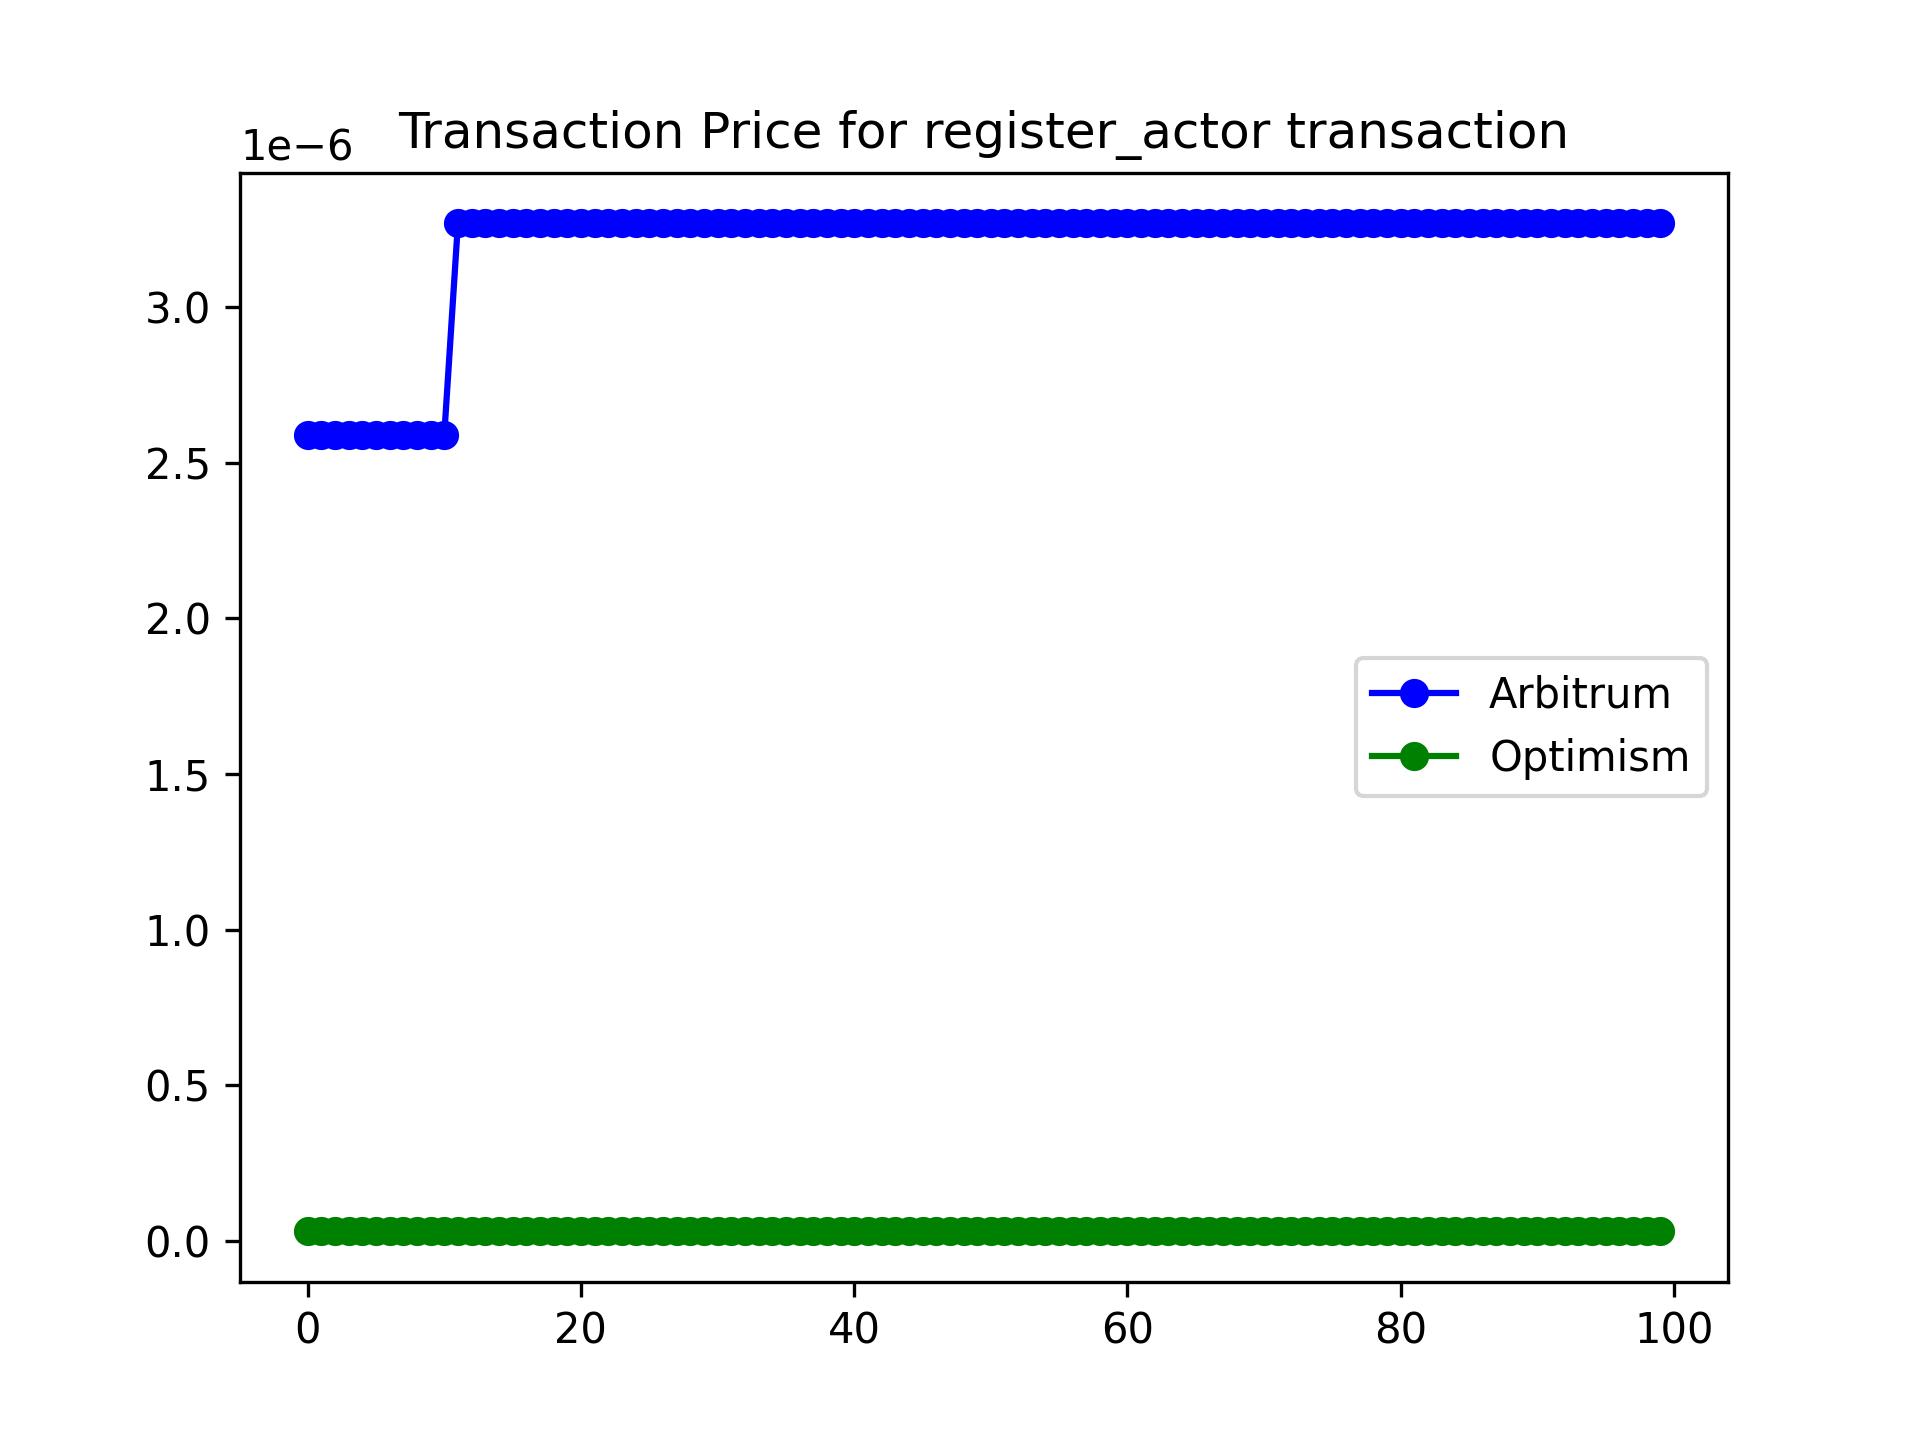 Transaction Price for register_actor transaction
1e−6
3.0
2.5
2.0
1.5
1.0
0.5
0.0
Arbitrum
Optimism
0 20 40 60 80 100